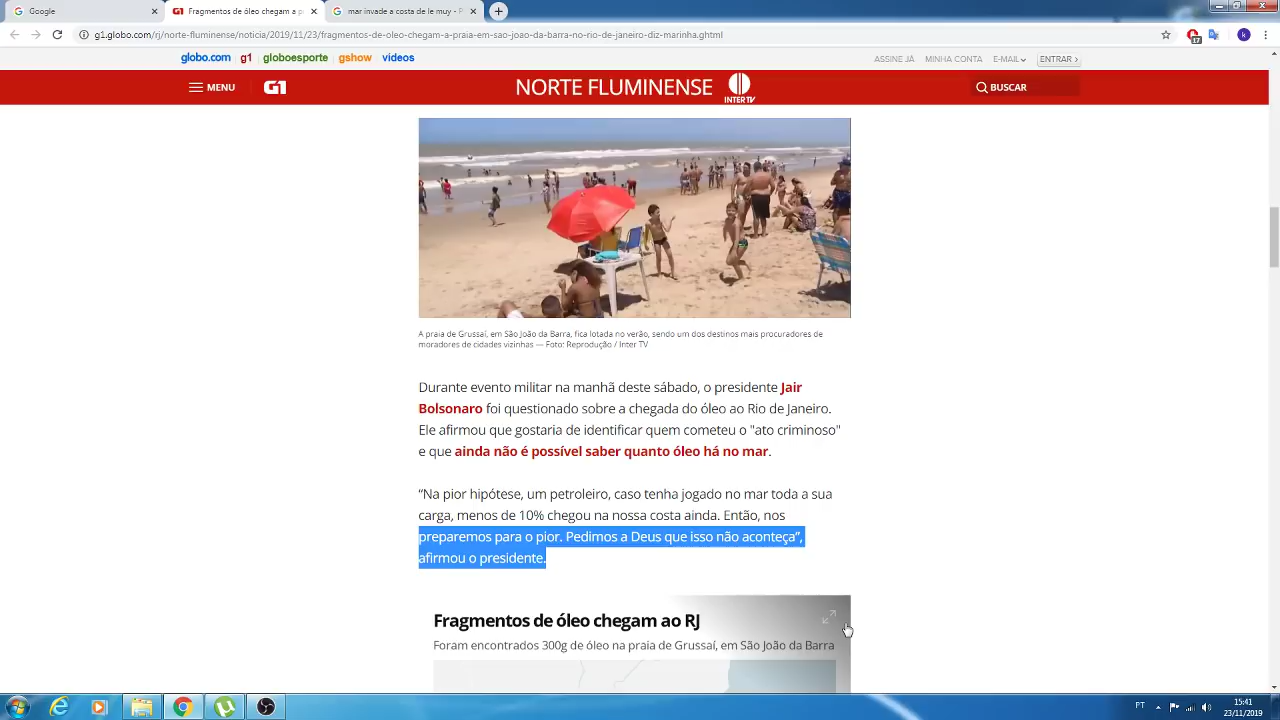 Google
Fragmentos de óleo chegam a p
mar invade a costa de le muy - P
g1.globo.com/rj/norte-fluminense/noticia/2019/11/23/fragmentos-de-oleo-chegam-a-praia-em-sao-joao-da-barra-no-rio-de-janeiro-diz-marinha.ghtml
17
k
globo.com g1 globoesporte gshow videos
ASSINE JÁ MINHA CONTA E-MAIL ENTRAR ›
MENU G1 NORTE FLUMINENSE INTER TV BUSCAR
A praia de Grussaí, em São João da Barra, fica lotada no verão, sendo um dos destinos mais procuradores de
moradores de cidades vizinhas — Foto: Reprodução / Inter TV
Durante evento militar na manhã deste sábado, o presidente Jair
Bolsonaro foi questionado sobre a chegada do óleo ao Rio de Janeiro.
Ele afirmou que gostaria de identificar quem cometeu o "ato criminoso"
e que ainda não é possível saber quanto óleo há no mar.
“Na pior hipótese, um petroleiro, caso tenha jogado no mar toda a sua
carga, menos de 10% chegou na nossa costa ainda. Então, nos
preparemos para o pior. Pedimos a Deus que isso não aconteça”,
afirmou o presidente.
Fragmentos de óleo chegam ao RJ
Foram encontrados 300g de óleo na praia de Grussaí, em São João da Barra
PT
15:41
23/11/2019